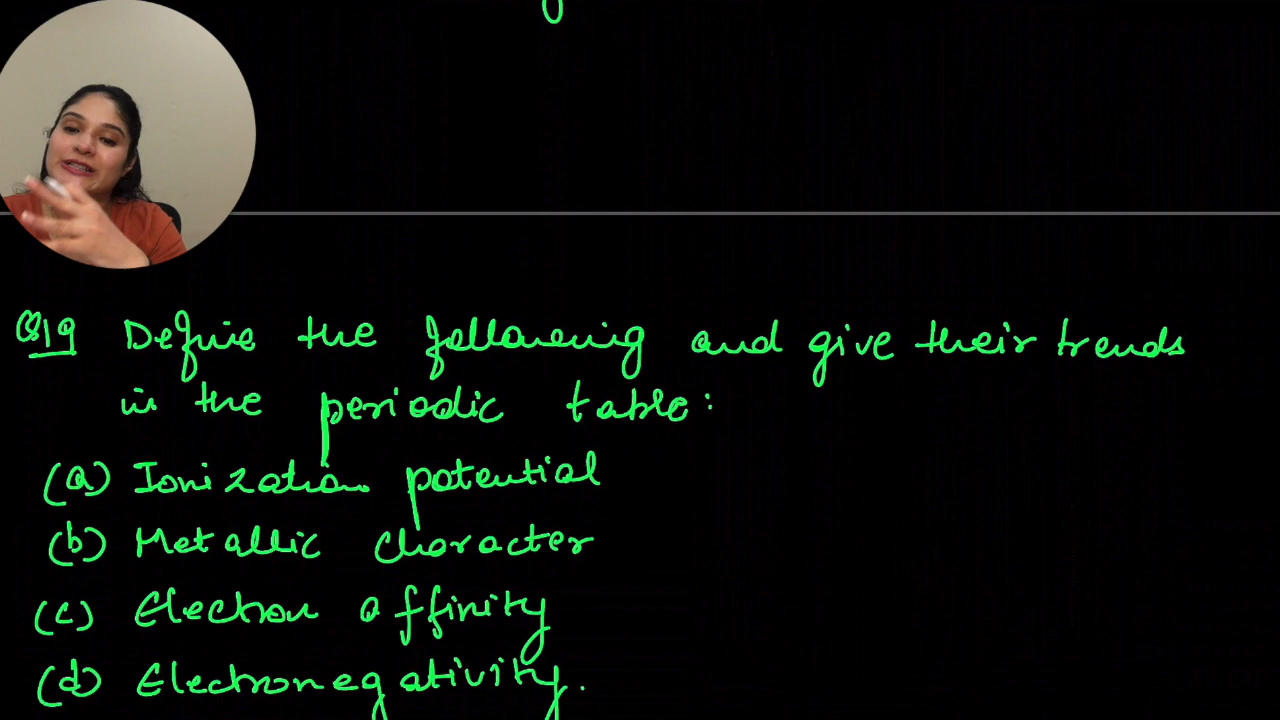 Q19 Define the following and give their trends
in the periodic table:
(a) Ionization potential
(b) Metallic character
(c) Electron affinity
(d) Electronegativity.